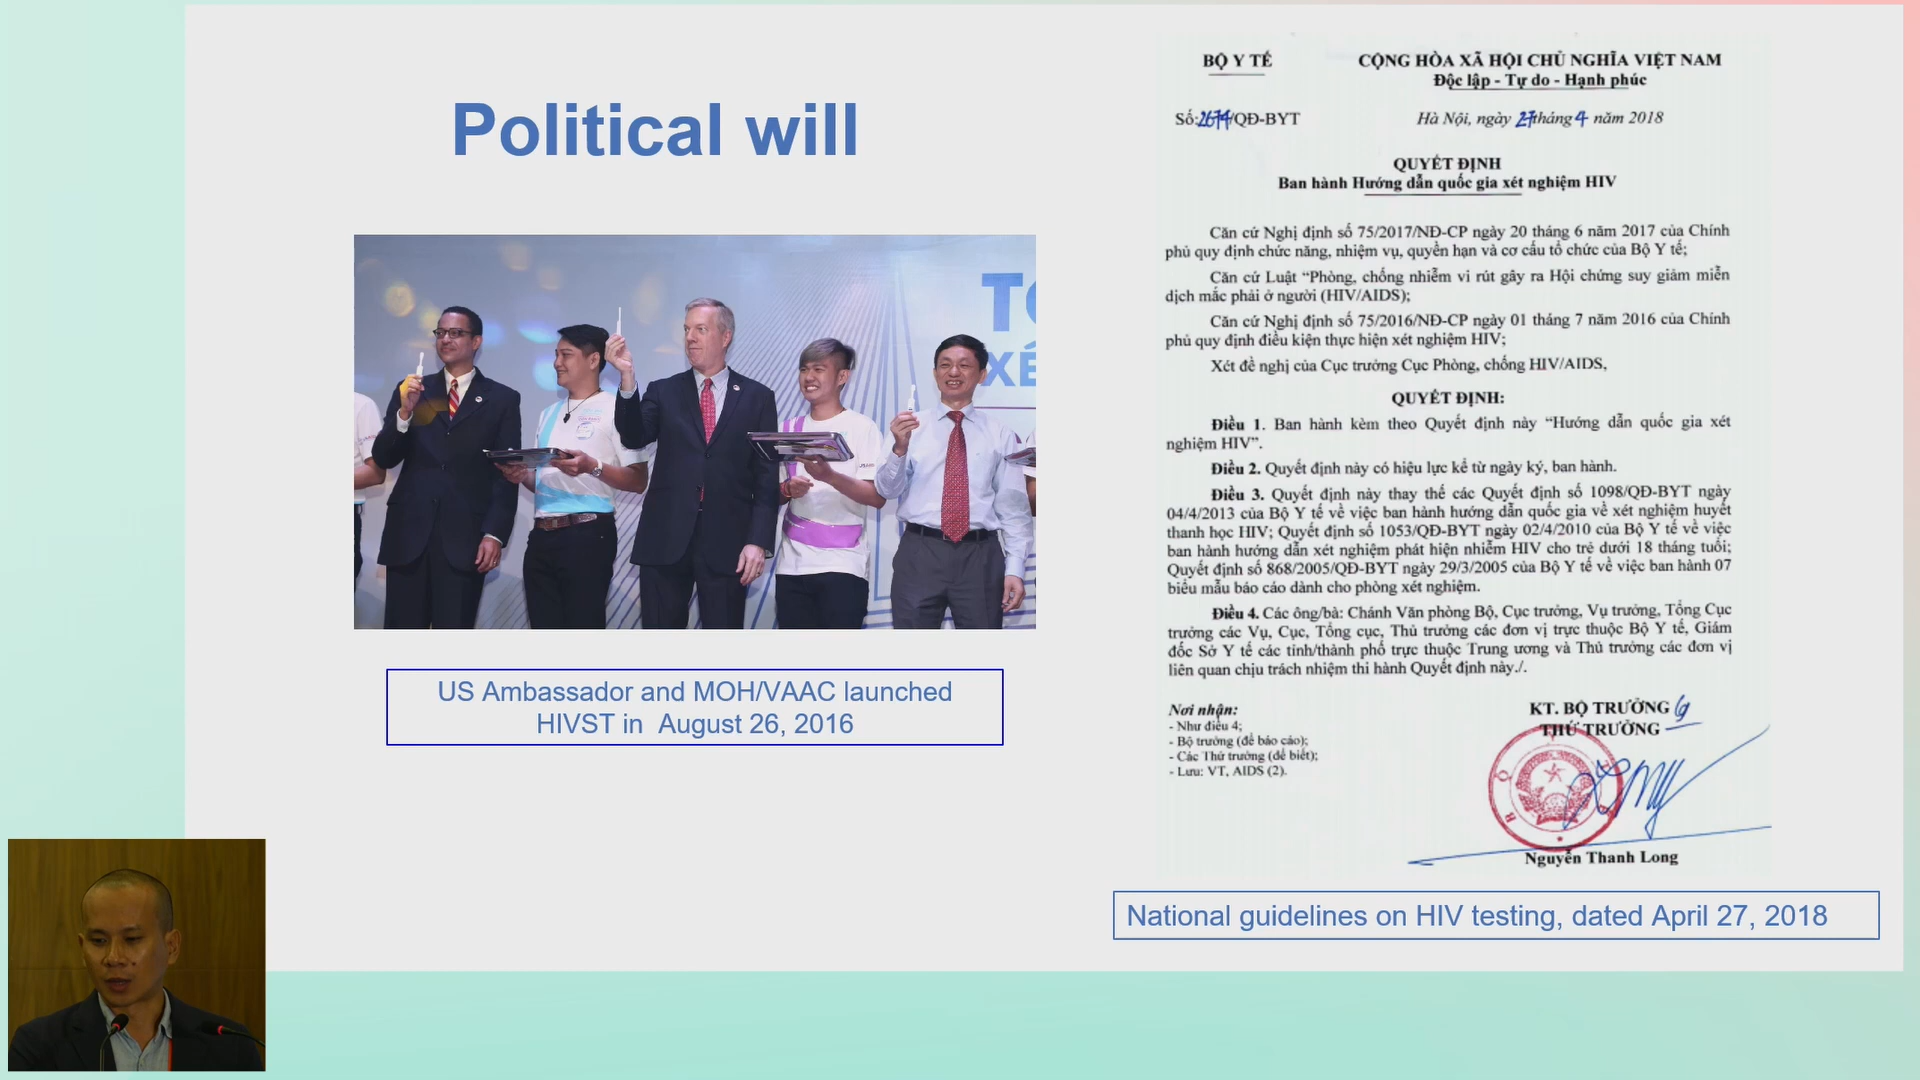 Political will
TO
XÉ
US Ambassador and MOH/VAAC launched
HIVST in  August 26, 2016
BỘ Y TẾ
CỘNG HÒA XÃ HỘI CHỦ NGHĨA VIỆT NAM
Độc lập - Tự do - Hạnh phúc
Số:2674/QĐ-BYT
Hà Nội, ngày 27 tháng 4 năm 2018
QUYẾT ĐỊNH
Ban hành Hướng dẫn quốc gia xét nghiệm HIV
Căn cứ Nghị định số 75/2017/NĐ-CP ngày 20 tháng 6 năm 2017 của Chính
phủ quy định chức năng, nhiệm vụ, quyền hạn và cơ cấu tổ chức của Bộ Y tế;
Căn cứ Luật “Phòng, chống nhiễm vi rút gây ra Hội chứng suy giảm miễn
dịch mắc phải ở người (HIV/AIDS);
Căn cứ Nghị định số 75/2016/NĐ-CP ngày 01 tháng 7 năm 2016 của Chính
phủ quy định điều kiện thực hiện xét nghiệm HIV;
Xét đề nghị của Cục trưởng Cục Phòng, chống HIV/AIDS,
QUYẾT ĐỊNH:
Điều 1. Ban hành kèm theo Quyết định này “Hướng dẫn quốc gia xét
nghiệm HIV”.
Điều 2. Quyết định này có hiệu lực kể từ ngày ký, ban hành.
Điều 3. Quyết định này thay thế các Quyết định số 1098/QĐ-BYT ngày
04/4/2013 của Bộ Y tế về việc ban hành hướng dẫn quốc gia về xét nghiệm huyết
thanh học HIV; Quyết định số 1053/QĐ-BYT ngày 02/4/2010 của Bộ Y tế về việc
ban hành hướng dẫn xét nghiệm phát hiện nhiễm HIV cho trẻ dưới 18 tháng tuổi;
Quyết định số 868/2005/QĐ-BYT ngày 29/3/2005 của Bộ Y tế về việc ban hành 07
biểu mẫu báo cáo dành cho phòng xét nghiệm.
Điều 4. Các ông/bà: Chánh Văn phòng Bộ, Cục trưởng, Vụ trưởng, Tổng Cục
trưởng các Vụ, Cục, Tổng cục, Thủ trưởng các đơn vị trực thuộc Bộ Y tế, Giám
đốc Sở Y tế các tỉnh/thành phố trực thuộc Trung ương và Thủ trưởng các đơn vị
liên quan chịu trách nhiệm thi hành Quyết định này./.
Nơi nhận:
- Như điều 4;
- Bộ trưởng (để báo cáo);
- Các Thứ trưởng (để biết);
- Lưu: VT, AIDS (2).
KT. BỘ TRƯỞNG
THỨ TRƯỞNG
Nguyễn Thanh Long
National guidelines on HIV testing, dated April 27, 2018